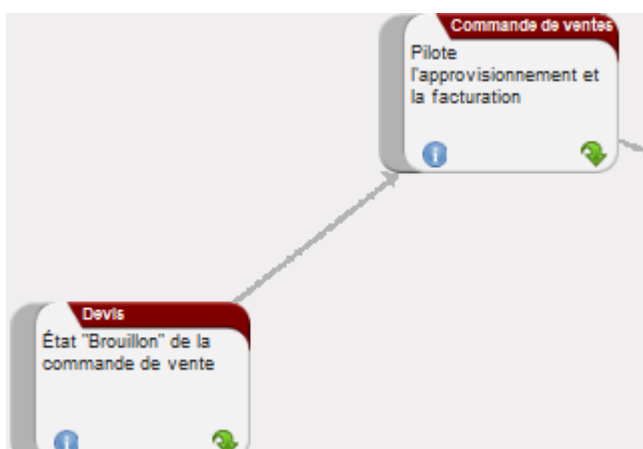 Commande de ventes
Pilote
l'approvisionnement et
la facturation
Devis
État "Brouillon" de la
commande de vente